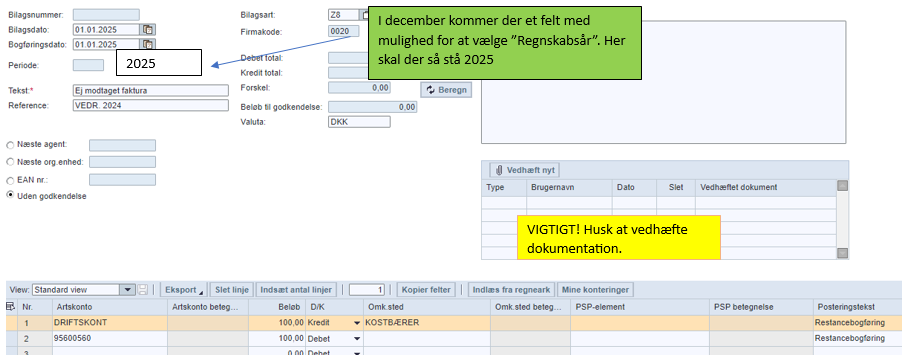 Bilagsnummer:
Bilagsdato: 01.01.2025
Bogføringsdato: 01.01.2025
Periode:
2025
Tekst:* Ej modtaget faktura
Reference: VEDR. 2024
Bilagsart: Z8
Firmakode: 0020
Debet total:
Kredit total:
Forskel: 0,00
Beregn
Beløb til godkendelse: 0,00
Valuta: DKK
I december kommer der et felt med
mulighed for at vælge ”Regnskabsår”. Her
skal der så stå 2025
Næste agent:
Næste org.enhed:
EAN nr.:
Uden godkendelse
Vedhæft nyt
Type Brugernavn Dato Slet Vedhæftet dokument
VIGTIGT! Husk at vedhæfte
dokumentation.
View: Standard view Eksport Slet linje Indsæt antal linjer 1 Kopier felter Indlæs fra regneark Mine konteringer
Nr. Artskonto Artskonto beteg... Beløb D/K Omk.sted Omk.sted beteg... PSP-element PSP betegnelse Posteringstekst
1 DRIFTSKONT 100,00 Kredit KOSTBÆRER Restancebogføring
2 95600560 100,00 Debet Restancebogføring
3 0,00 Debet